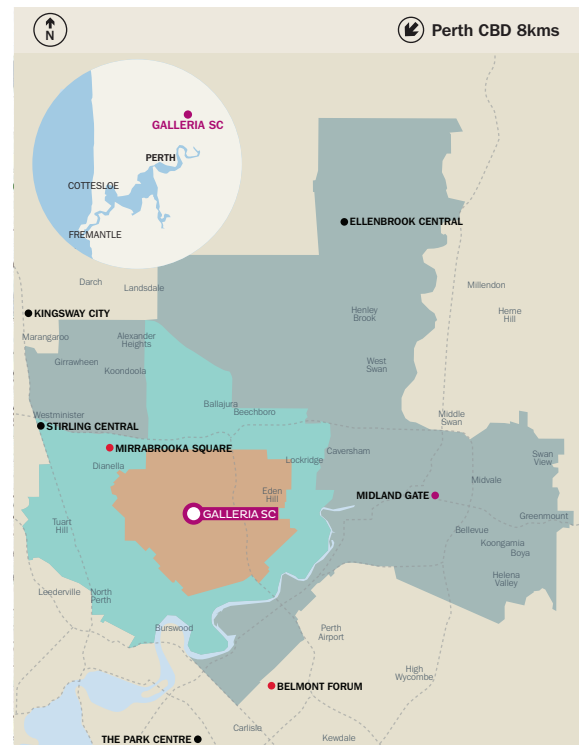 N
Perth CBD 8kms
GALLERIA SC
PERTH
COTTESLOE
FREMANTLE
ELLENBROOK CENTRAL
Darch
Landsdale
Millendon
KINGSWAY CITY
Henley
Brook
Herne
Hill
Marangaroo
Alexander
Heights
Girrawheen
Koondoola
West
Swan
Ballajura
Beechboro
Westminister
Middle
Swan
STIRLING CENTRAL
MIRRABROOKA SQUARE
Dianella
Lockridge
Caversham
Swan
View
Midvale
Eden
Hill
MIDLAND GATE
GALLERIA SC
Tuart
Hill
Greenmount
Bellevue
Koongamia
Boya
Helena
Valley
Leederville
North
Perth
Burswood
Perth
Airport
High
Wycombe
BELMONT FORUM
Carlisle
THE PARK CENTRE
Kewdale